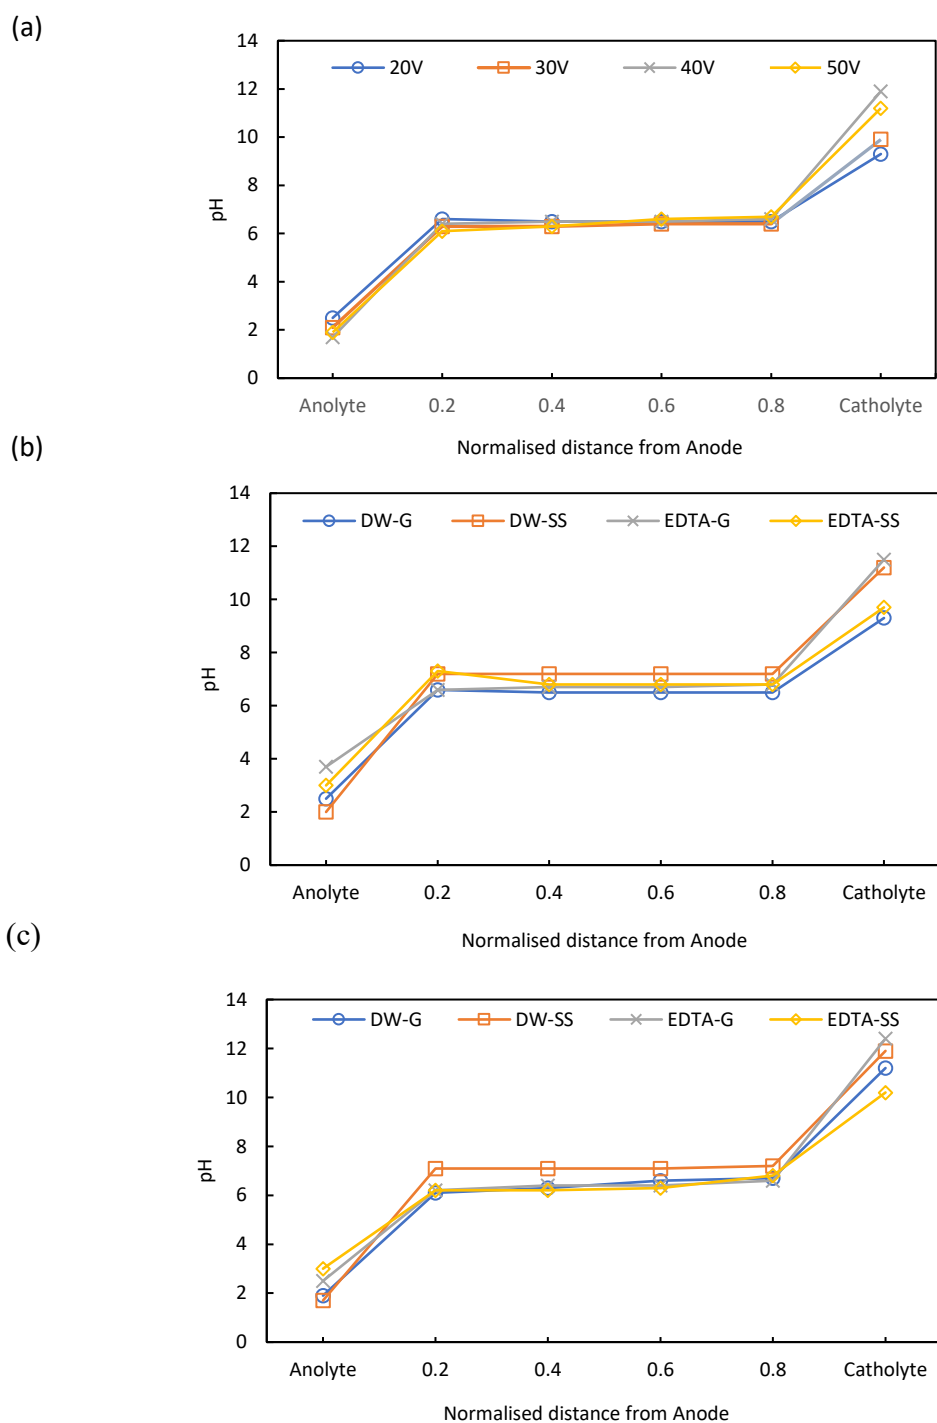 (a)
14
20V 30V 40V 50V
12
10
8
pH
6
4
2
0
Anolyte 0.2 0.4 0.6 0.8 Catholyte
Normalised distance from Anode
(b)
14
DW-G DW-SS EDTA-G EDTA-SS
12
10
8
pH
6
4
2
0
Anolyte 0.2 0.4 0.6 0.8 Catholyte
Normalised distance from Anode
(c)
14
DW-G DW-SS EDTA-G EDTA-SS
12
10
8
pH
6
4
2
0
Anolyte 0.2 0.4 0.6 0.8 Catholyte
Normalised distance from Anode